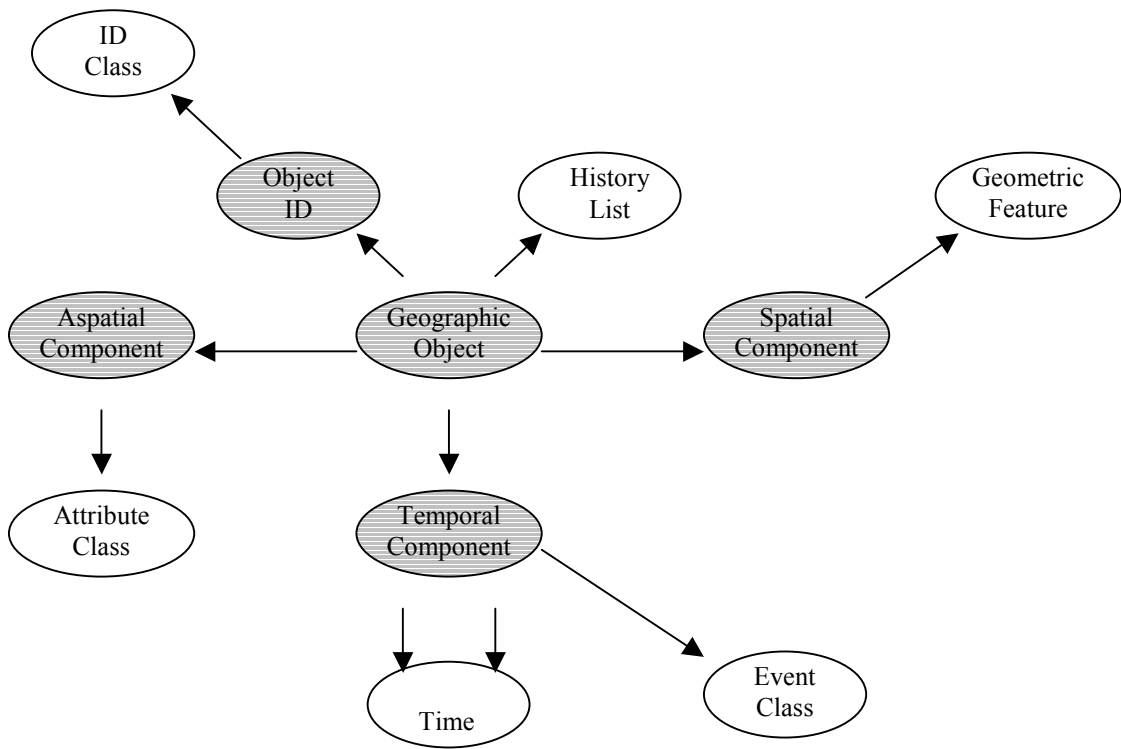 ID
Class
Object
ID
History
List
Geometric
Feature
Aspatial
Component
Geographic
Object
Spatial
Component
Attribute
Class
Temporal
Component
Event
Class
Time